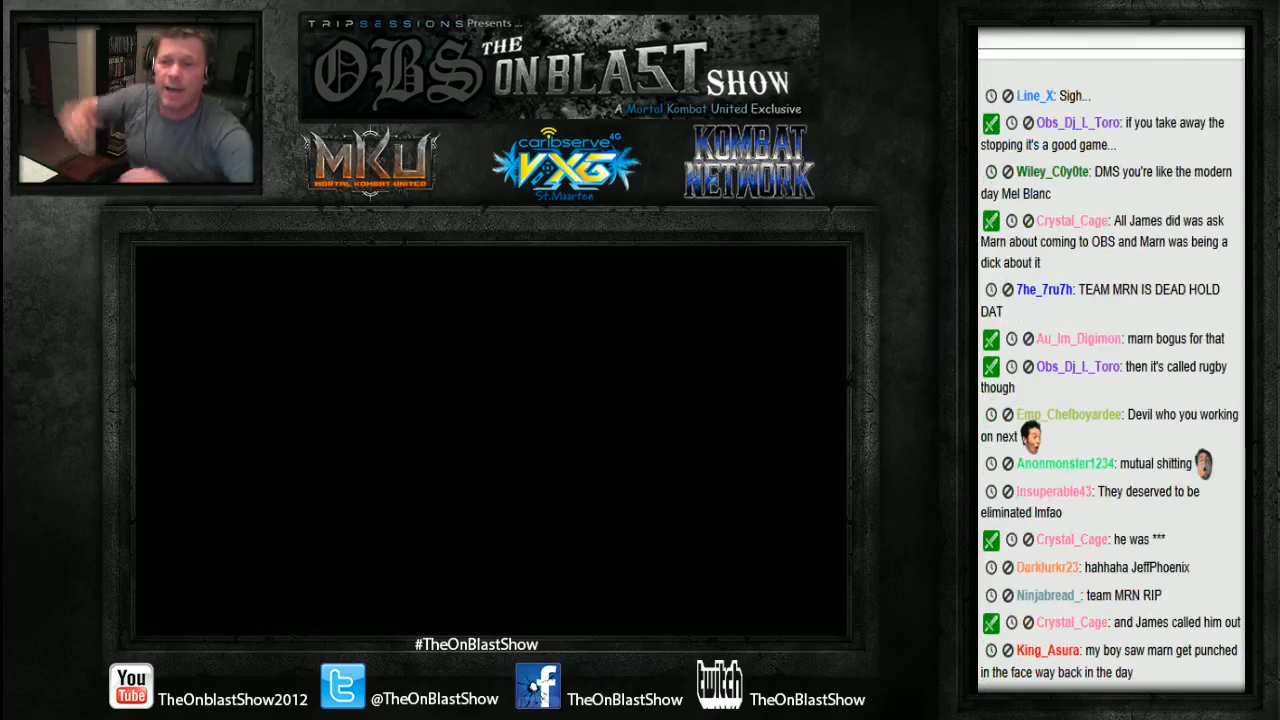 TRIPSESSIONS Presents ...
OBS THE ON BLAST SHOW
A Mortal Kombat United Exclusive
MKU
MORTAL KOMBAT UNITED
caribserve 4G
VXG
St.Maarten
KOMBAT
NETWORK
#TheOnBlastShow
You
Tube
TheOnblastShow2012
@TheOnBlastShow
TheOnBlastShow
twitch
TheOnBlastShow
I.ine_X: Sigh...
Obs_Dj_L_Toro: if you take away the
stopping it's a good game...
Wiley_C0y0te: DMS you're like the modern
day Mel Blanc
Crystal_Cage: All James did was ask
Marn about coming to OBS and Marn was being a
dick about it
7he_7ru7h: TEAM MRN IS DEAD HOLD
DAT
Au_Im_Digimon: marn bogus for that
Obs_Dj_L_Toro: then it's called rugby
though
Emp_Chefboyardee: Devil who you working
on next
Anonmonster1234: mutual shitting
Insuperable43: They deserved to be
eliminated lmfao
Crystal_Cage: he was ***
Darklurkr23: hahhaha JeffPhoenix
Ninjabread_: team MRN RIP
Crystal_Cage: and James called him out
King_Asura: my boy saw marn get punched
in the face way back in the day